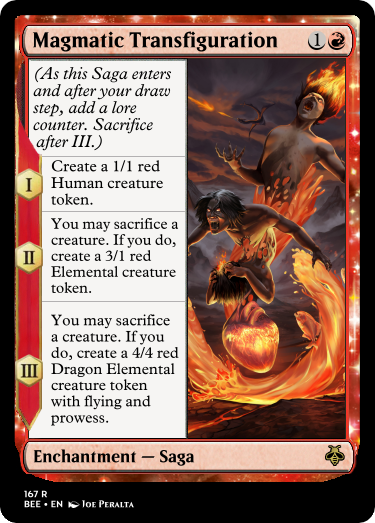 Magmatic Transfiguration 1
(As this Saga enters
and after your draw
step, add a lore
counter. Sacrifice
after III.)
I
Create a 1/1 red
Human creature
token.
II
You may sacrifice a
creature. If you do,
create a 3/1 red
Elemental creature
token.
III
You may sacrifice
a creature. If you
do, create a 4/4 red
Dragon Elemental
creature token
with flying and
prowess.
Enchantment — Saga
167 R
BEE • EN Joe Peralta